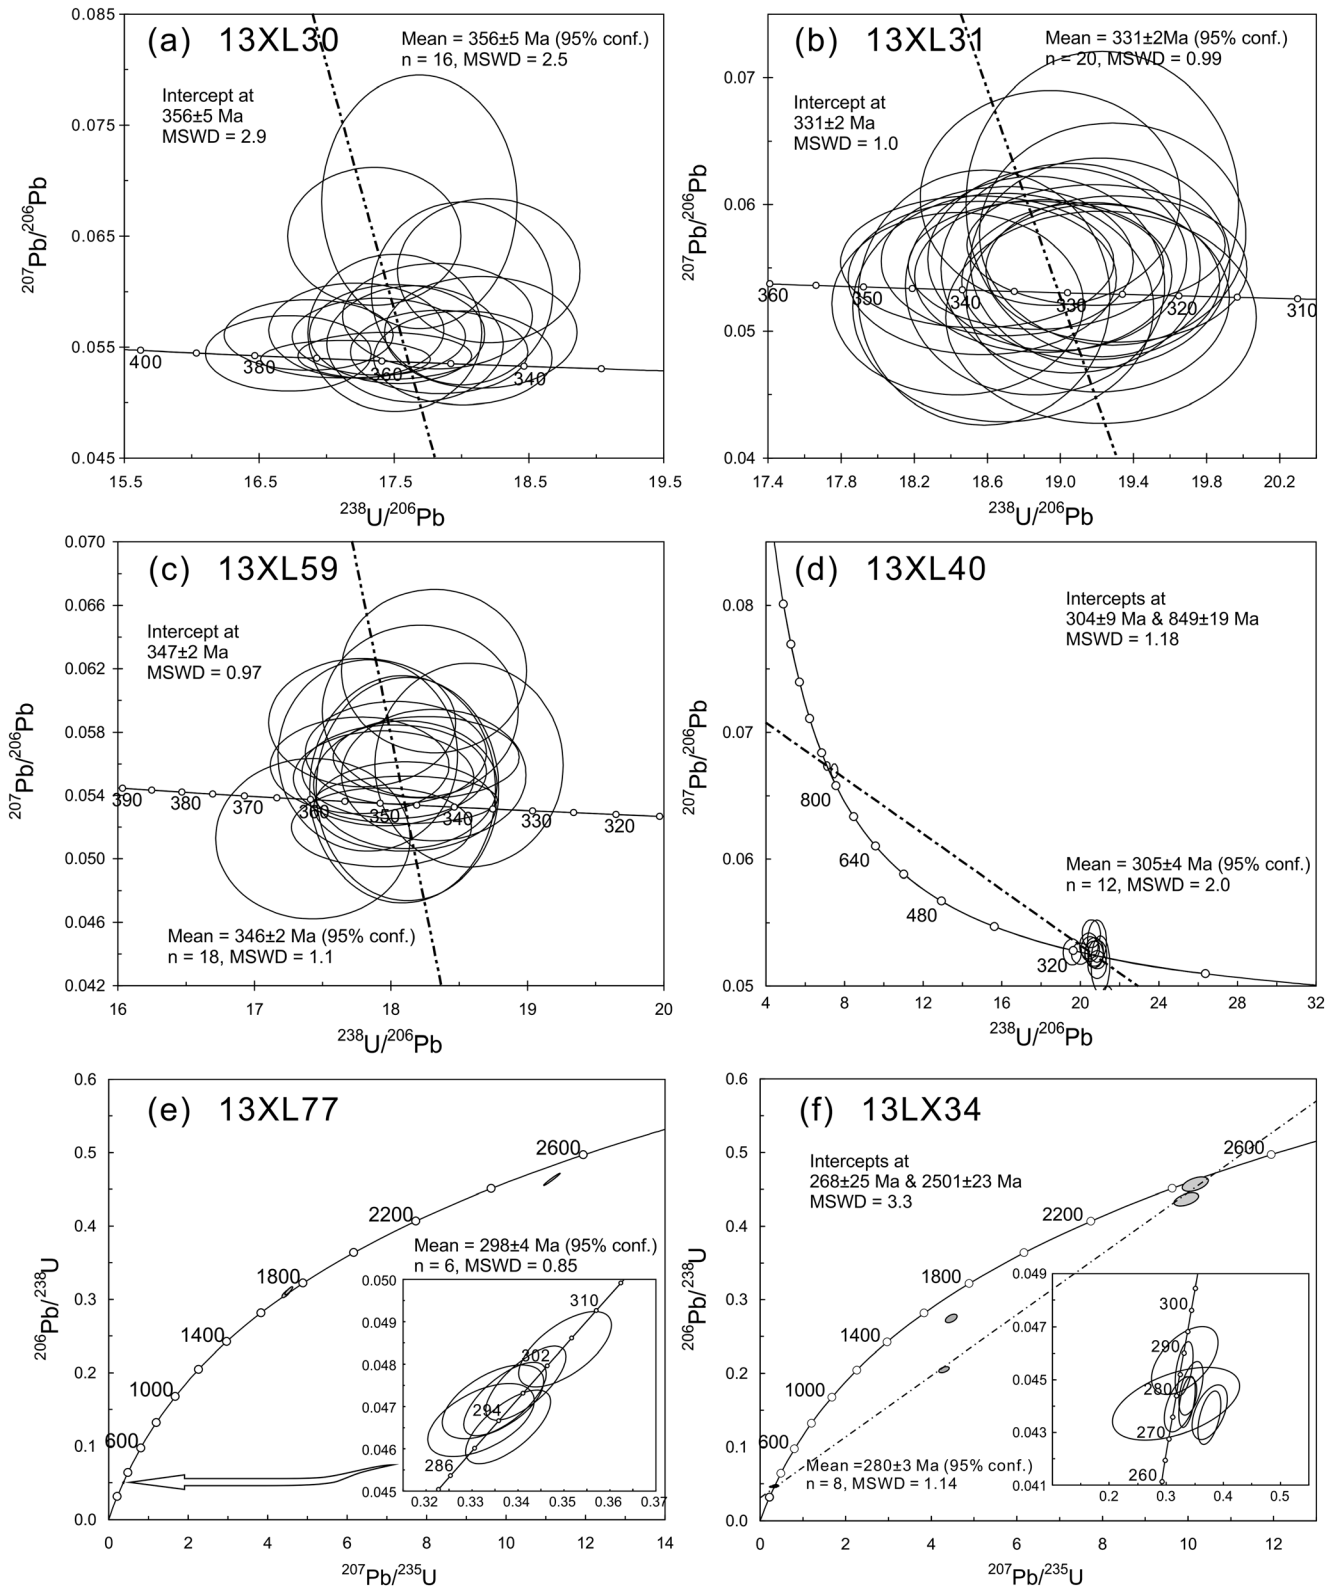 (a) 13XL30
Mean = 356±5 Ma (95% conf.)
n = 16, MSWD = 2.5
Intercept at
356±5 Ma
MSWD = 2.9
0.085
0.075
0.065
0.055
0.045
207Pb/206Pb
400 380 360 340
15.5 16.5 17.5 18.5 19.5
238U/206Pb
(b) 13XL31
Mean = 331±2Ma (95% conf.)
n = 20, MSWD = 0.99
Intercept at
331±2 Ma
MSWD = 1.0
0.07
0.06
0.05
0.04
207Pb/206Pb
360 350 340 330 320 310
17.4 17.8 18.2 18.6 19.0 19.4 19.8 20.2
238U/206Pb
(c) 13XL59
Intercept at
347±2 Ma
MSWD = 0.97
0.070
0.066
0.062
0.058
0.054
0.050
0.046
0.042
207Pb/206Pb
390 380 370 360 350 340 330 320
Mean = 346±2 Ma (95% conf.)
n = 18, MSWD = 1.1
16 17 18 19 20
238U/206Pb
(d) 13XL40
Intercepts at
304±9 Ma & 849±19 Ma
MSWD = 1.18
0.08
0.07
0.06
0.05
207Pb/206Pb
800
640
480
320
Mean = 305±4 Ma (95% conf.)
n = 12, MSWD = 2.0
4 8 12 16 20 24 28 32
238U/206Pb
(e) 13XL77
0.6
0.5
0.4
0.3
0.2
0.1
0.0
206Pb/238U
2600
2200
1800
1400
1000
600
Mean = 298±4 Ma (95% conf.)
n = 6, MSWD = 0.85
0.050
0.049
0.048
0.047
0.046
0.045
310
302
294
286
0.32 0.33 0.34 0.35 0.36 0.37
0 2 4 6 8 10 12 14
207Pb/235U
(f) 13LX34
Intercepts at
268±25 Ma & 2501±23 Ma
MSWD = 3.3
0.6
0.5
0.4
0.3
0.2
0.1
0.0
206Pb/238U
2600
2200
1800
1400
1000
600
Mean =280±3 Ma (95% conf.)
n = 8, MSWD = 1.14
0.049
0.047
0.045
0.043
0.041
300
290
280
270
260
0.2 0.3 0.4 0.5
0 2 4 6 8 10 12
207Pb/235U